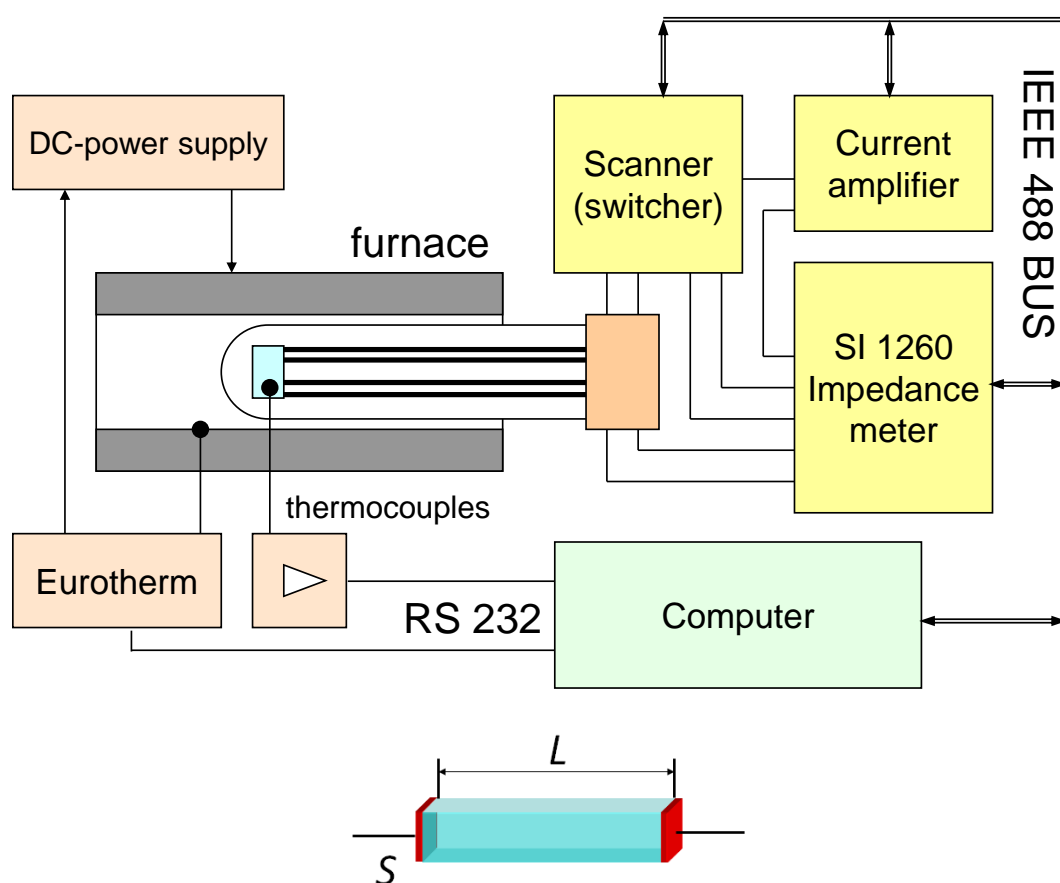 DC-power supply
Scanner
(switcher)
Current
amplifier
IEEE 488 BUS
furnace
SI 1260
Impedance
meter
thermocouples
Eurotherm
RS 232
Computer
L
S